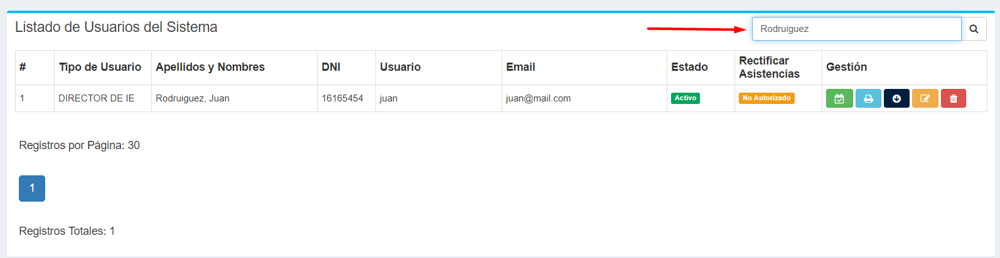 Listado de Usuarios del Sistema
Rodruiguez
# Tipo de Usuario Apellidos y Nombres DNI Usuario Email Estado Rectificar Asistencias Gestión
1 DIRECTOR DE IE Rodruiguez, Juan 16165454 juan juan@mail.com Activo No Autorizado
Registros por Página: 30
1
Registros Totales: 1